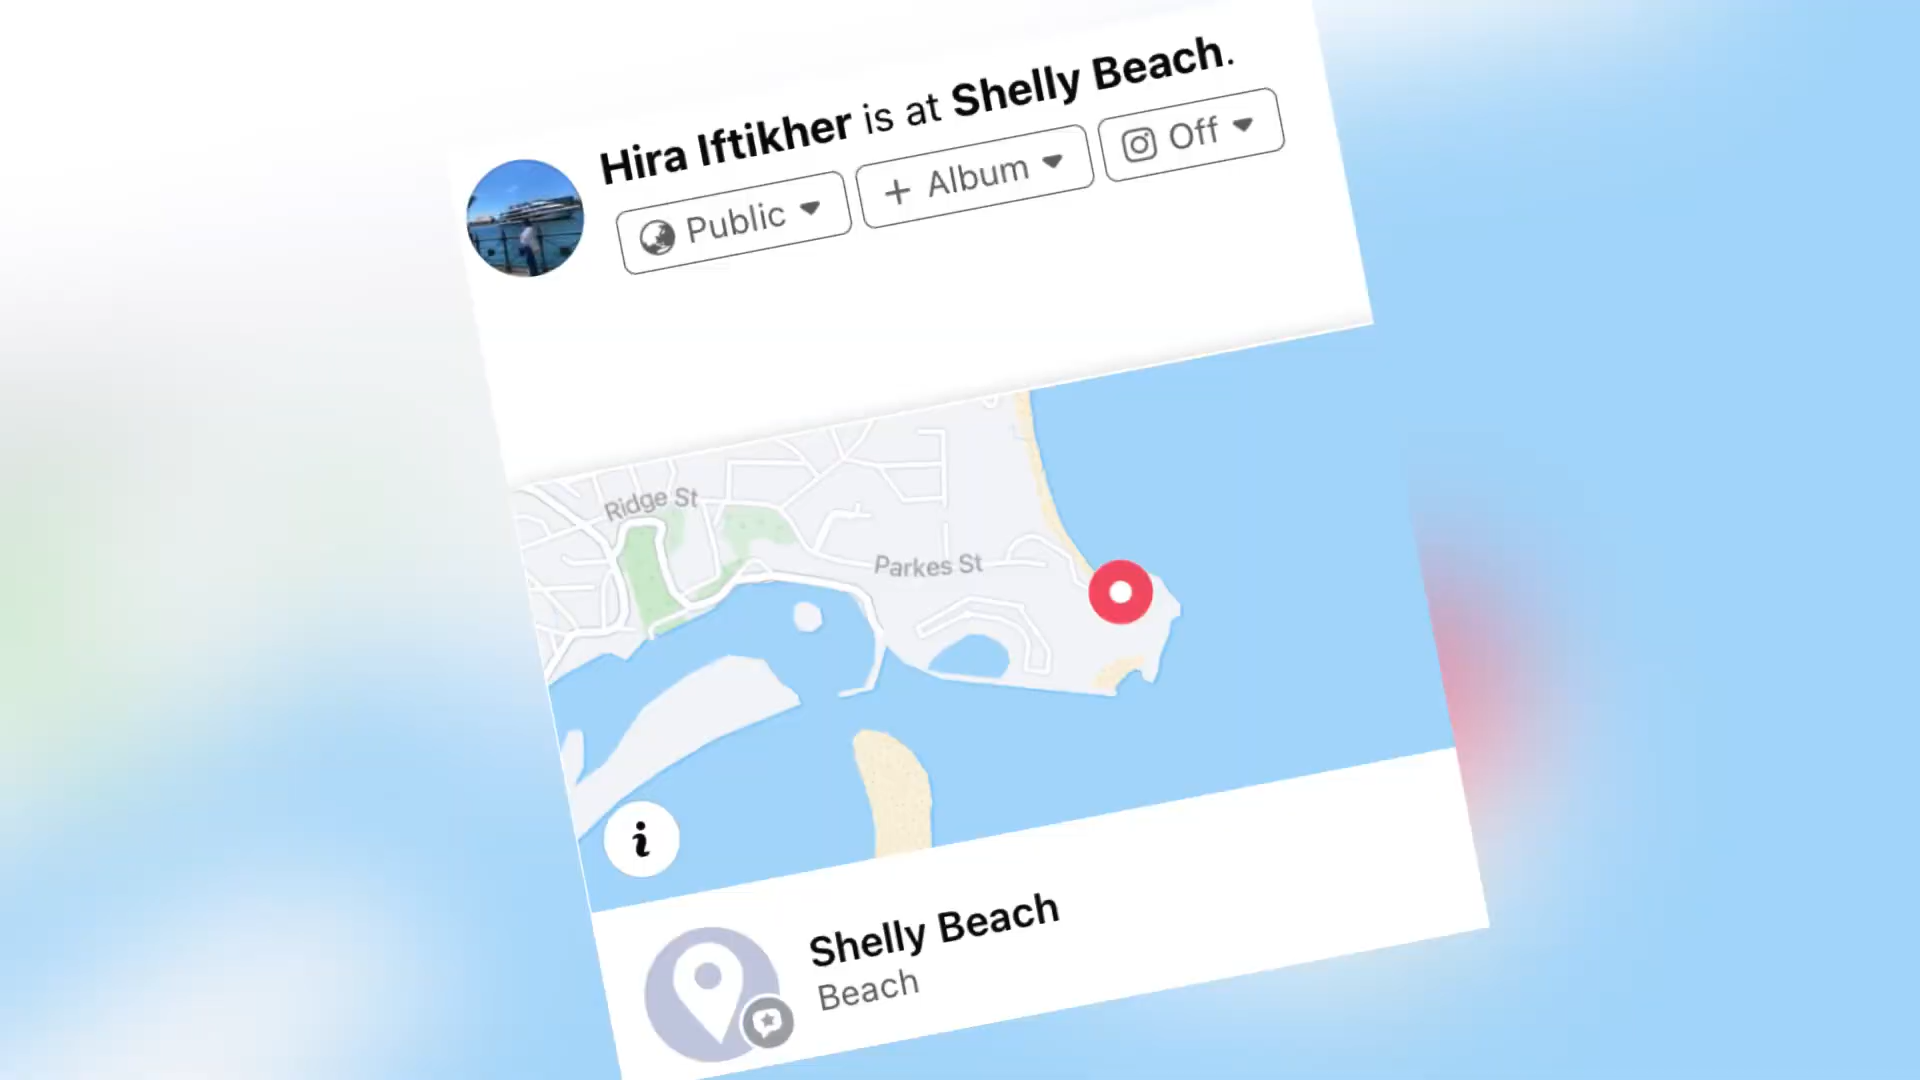 Hira Iftikher is at Shelly Beach.
Public
+ Album
Off
Ridge St
Parkes St
i
Shelly Beach
Beach